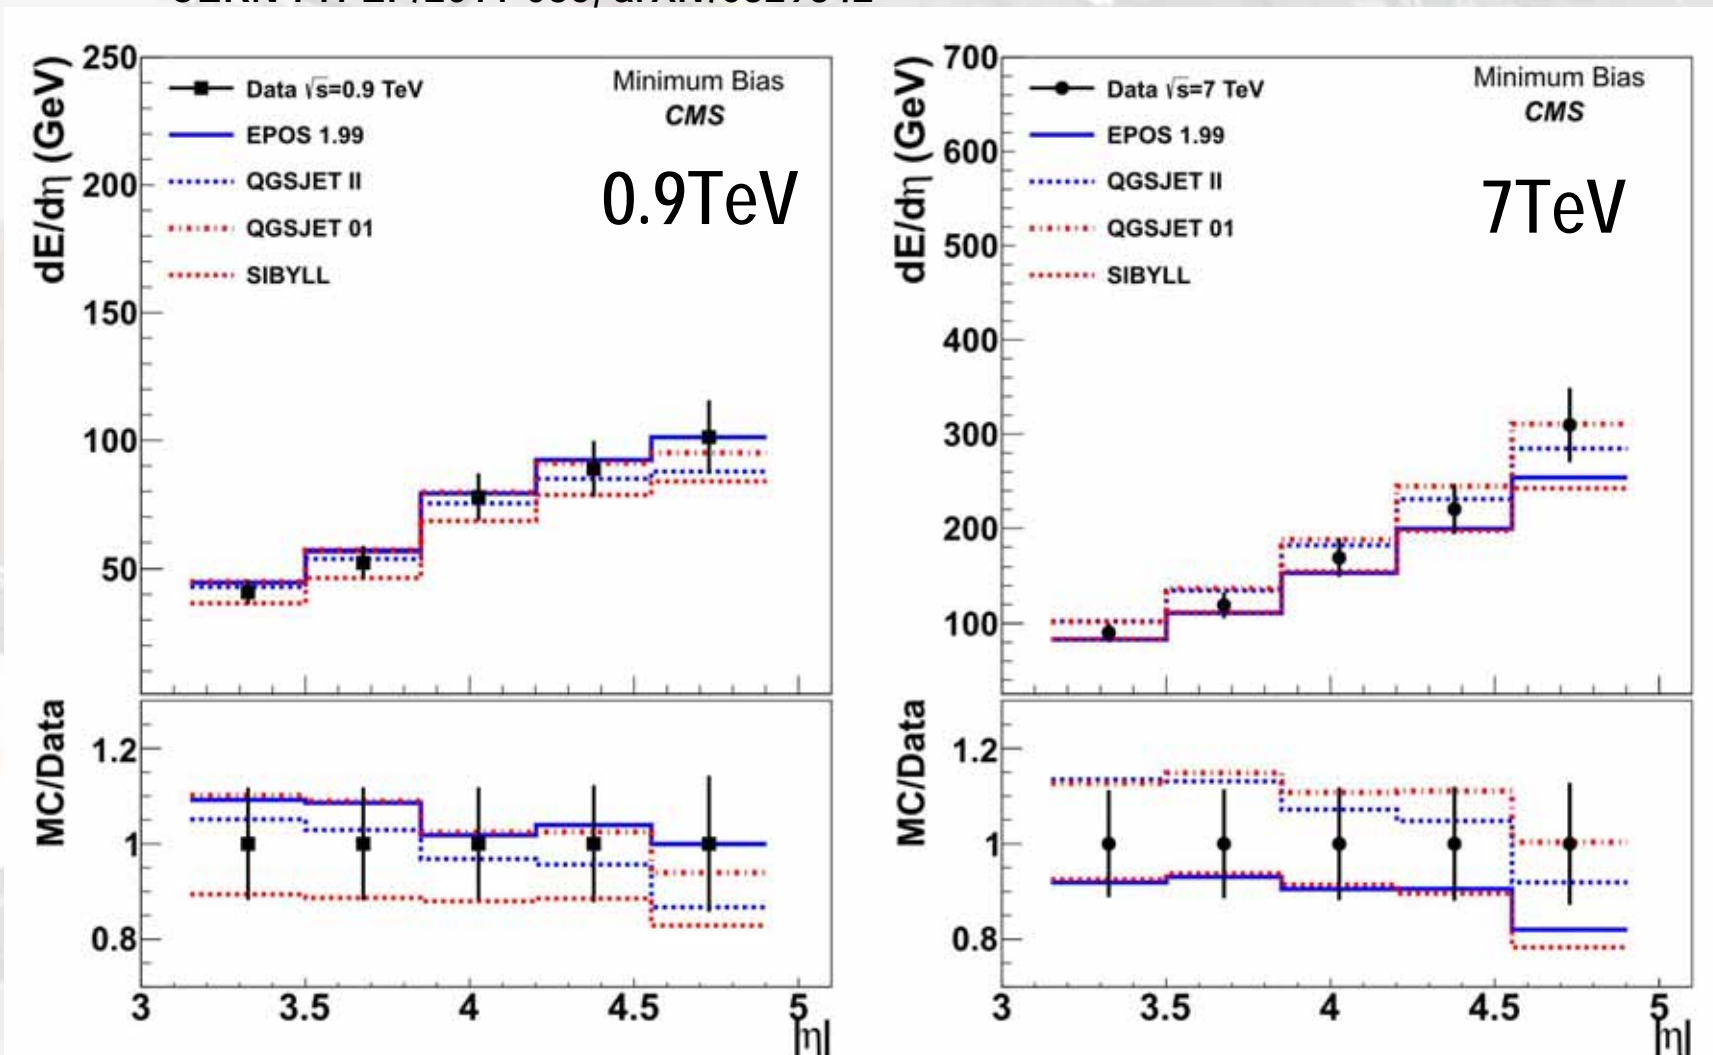 250
200
150
100
50
dE/dη (GeV)
Data √s=0.9 TeV
EPOS 1.99
QGSJET II
QGSJET 01
SIBYLL
Minimum Bias
CMS
0.9TeV
1.2
1
0.8
MC/Data
3 3.5 4 4.5 5
|η|
700
600
500
400
300
200
100
dE/dη (GeV)
Data √s=7 TeV
EPOS 1.99
QGSJET II
QGSJET 01
SIBYLL
Minimum Bias
CMS
7TeV
1.2
1
0.8
MC/Data
3 3.5 4 4.5 5
|η|